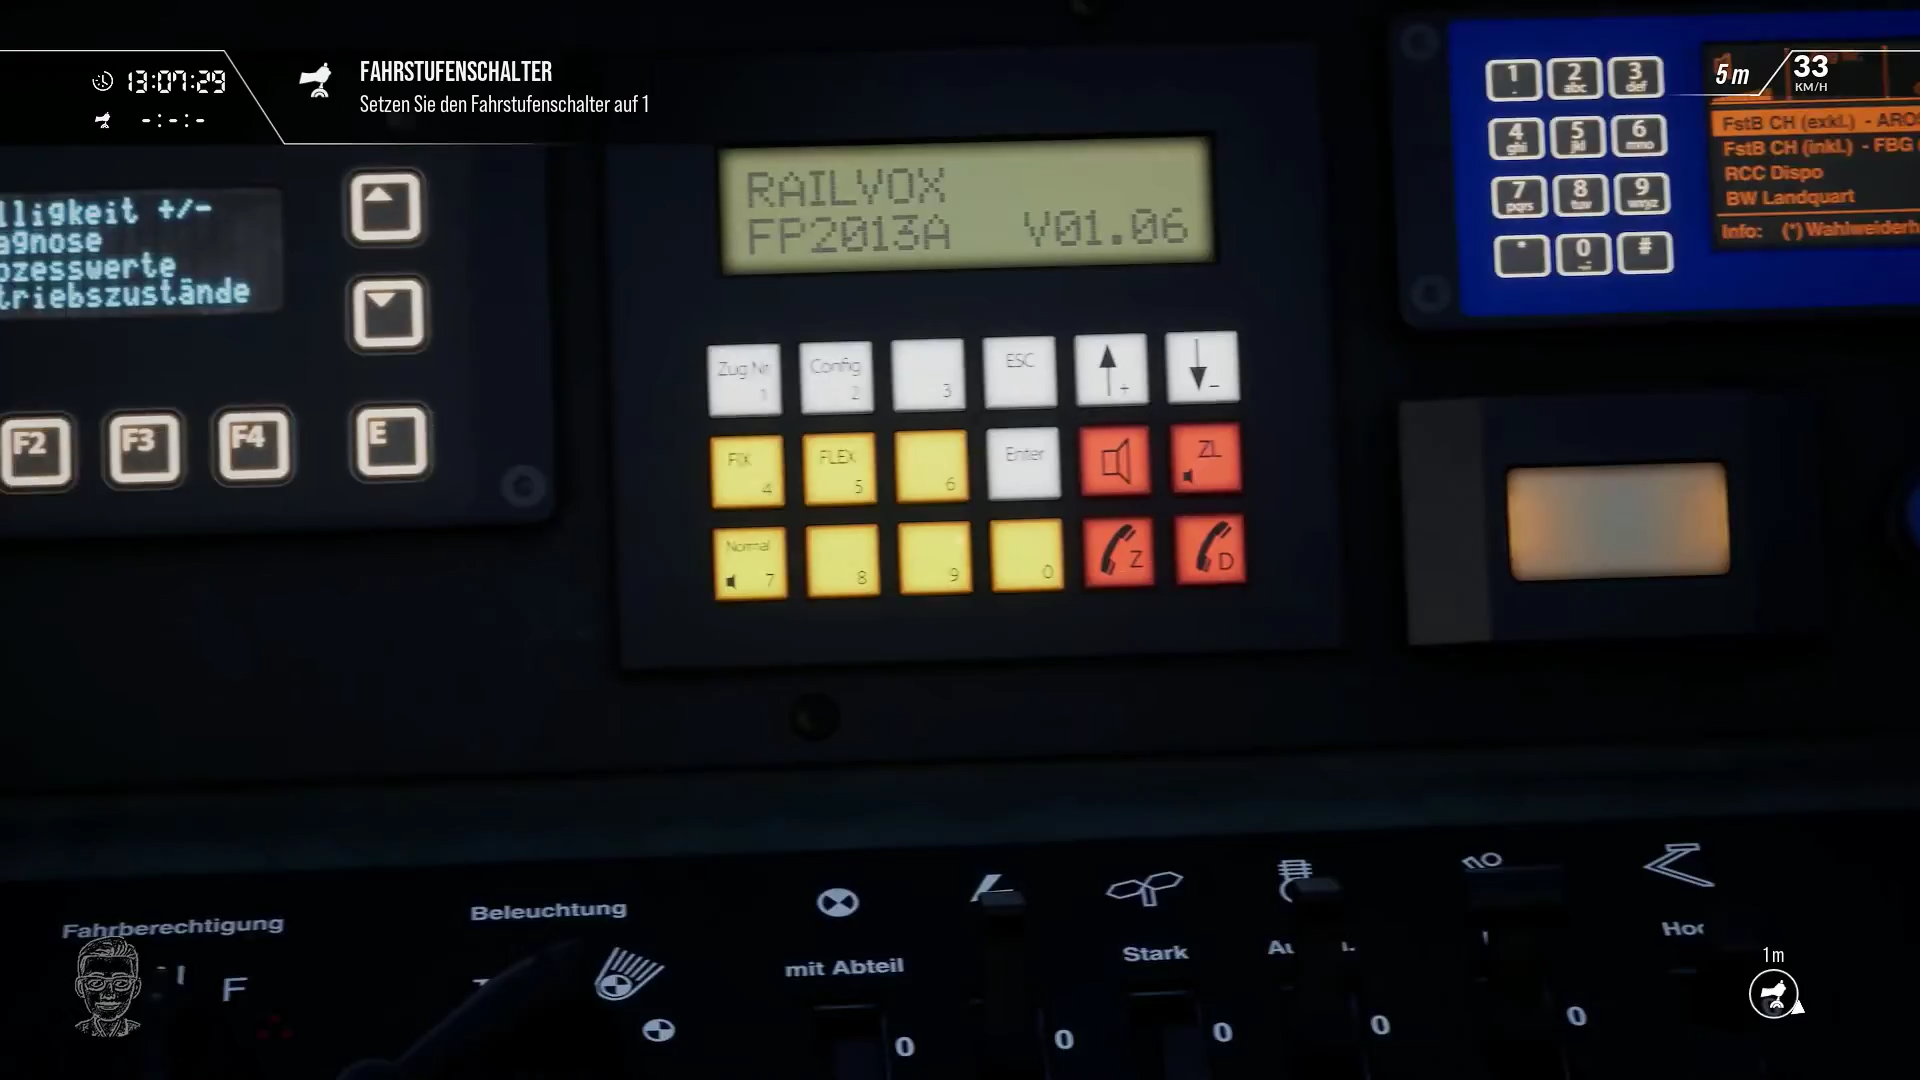 13:07:29
-:-:-
FAHRSTUFENSCHALTER
Setzen Sie den Fahrstufenschalter auf 1
5 m
33
KM/H
lligkeit +/-
agnose
ozesswerte
triebszustände
F2
F3
F4
E
RAILVOX
FP2013A V01.06
Zug Nr 1
Config 2
3
ESC
+
-
FIX 4
FLEX 5
6
Enter
ZL
Normal 7
8
9
0
Z
D
1
2 abc
3 def
4 ghi
5 jkl
6 mno
7 pqrs
8 tuv
9 wxyz
*
0
#
FstB CH (exkl.) - ARO
FstB CH (inkl.) - FBG
RCC Dispo
BW Landquart
Info: (*) Wahlweiderh
Fahrberechtigung
F
Beleuchtung
mit Abteil
Stark
0
0
0
0
0
1m